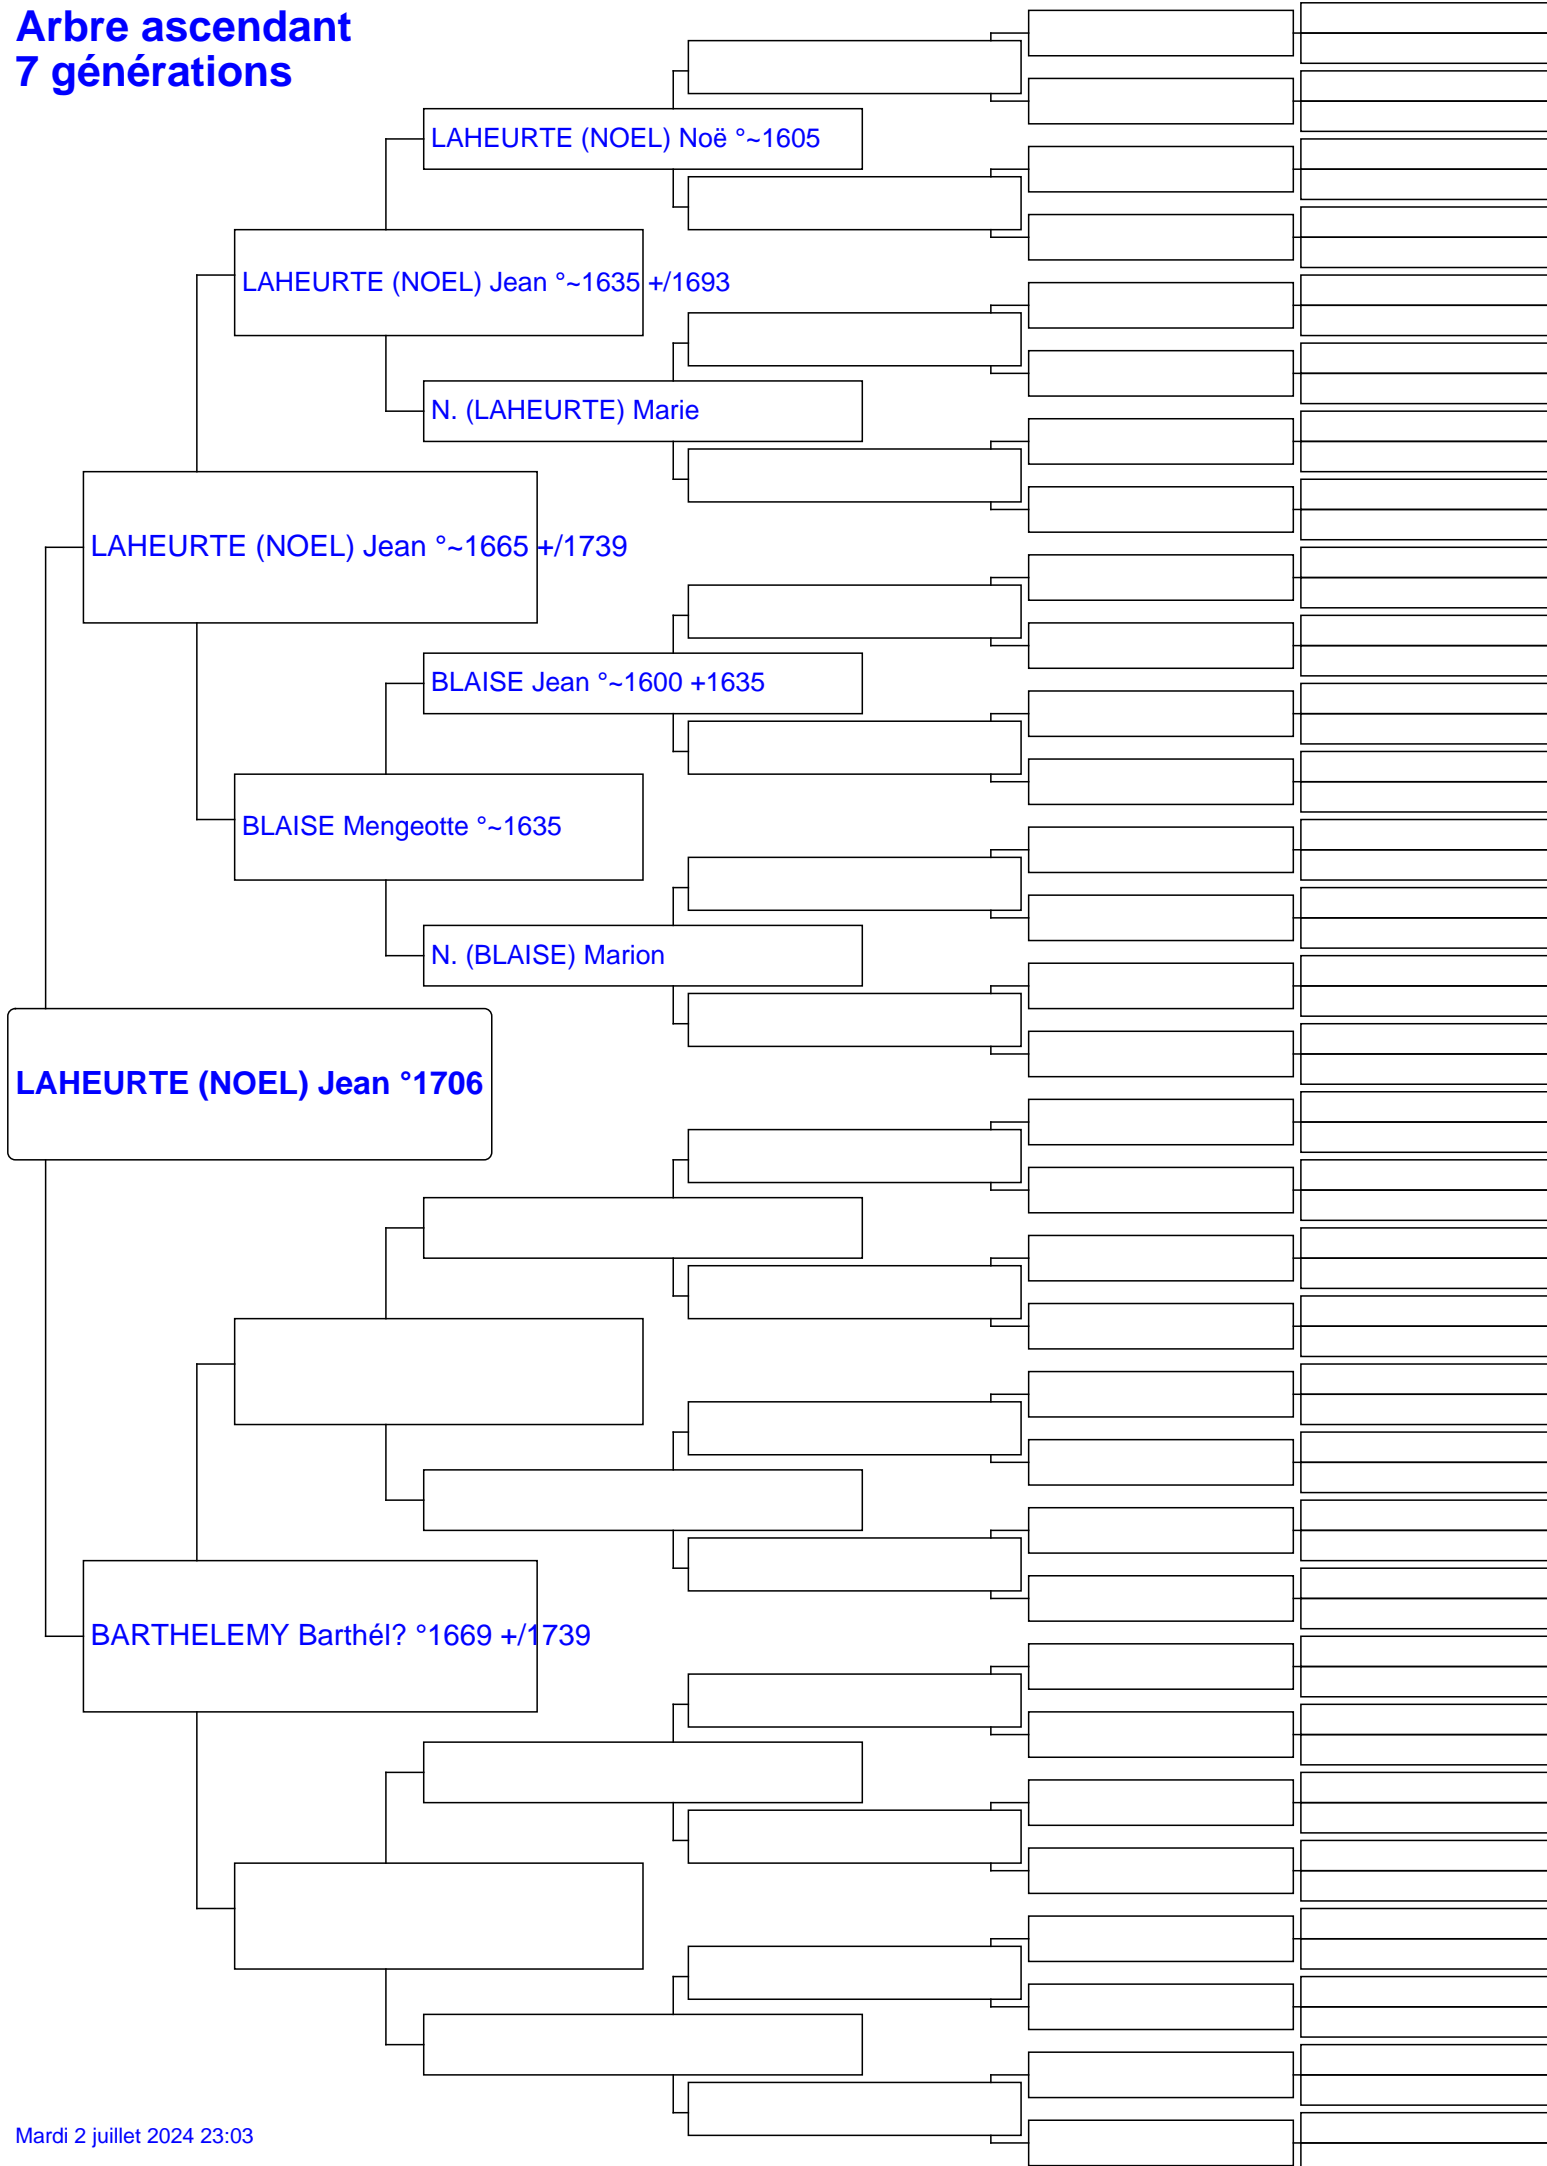 Arbre ascendant
7 générations
LAHEURTE (NOEL) Noë °~1605
LAHEURTE (NOEL) Jean °~1635 +/1693
N. (LAHEURTE) Marie
LAHEURTE (NOEL) Jean °~1665 +/1739
BLAISE Jean °~1600 +1635
BLAISE Mengeotte °~1635
N. (BLAISE) Marion
LAHEURTE (NOEL) Jean °1706
BARTHELEMY Barthél? °1669 +/1739
Mardi 2 juillet 2024 23:03